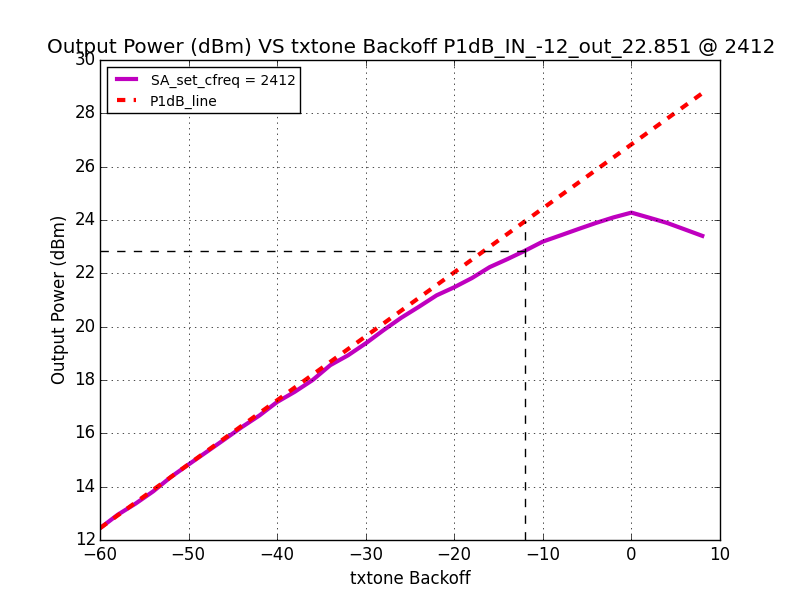 Output Power (dBm) VS txtone Backoff P1dB_IN_-12_out_22.851 @ 2412
SA_set_cfreq = 2412
P1dB_line
Output Power (dBm)
30
28
26
24
22
20
18
16
14
12
−60 −50 −40 −30 −20 −10 0 10
txtone Backoff